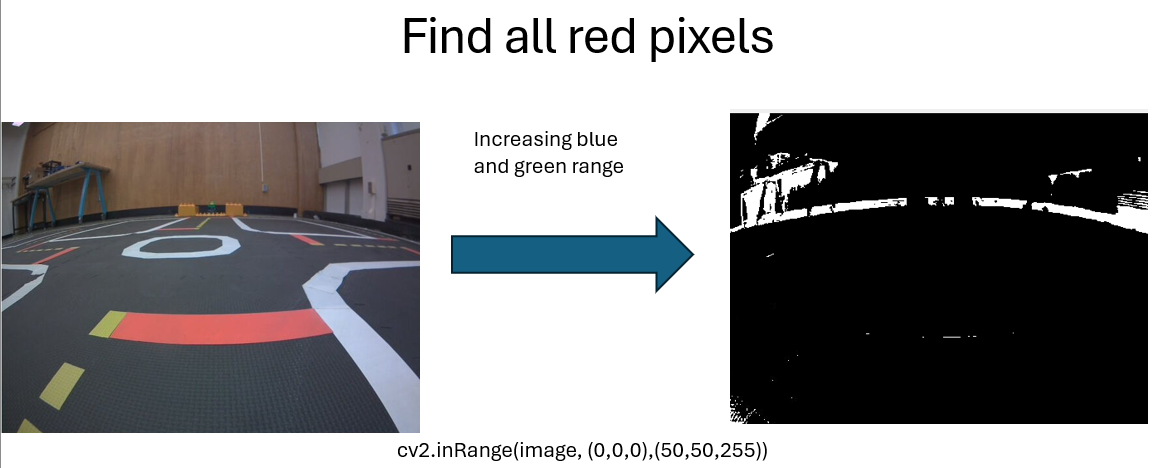 Find all red pixels
Increasing blue
and green range
cv2.inRange(image, (0,0,0),(50,50,255))